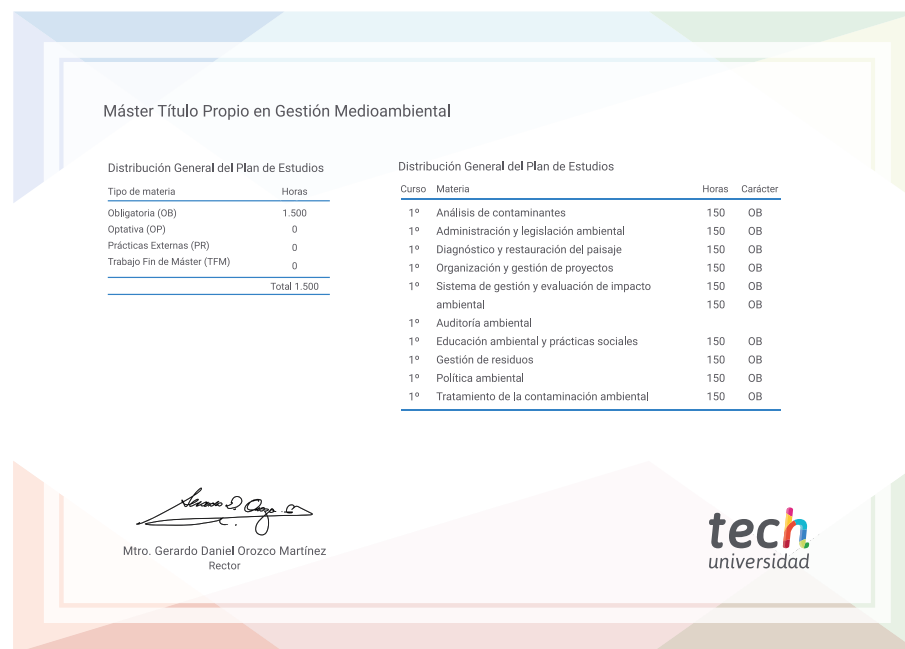 Máster Título Propio en Gestión Medioambiental
Distribución General del Plan de Estudios
Tipo de materia Horas
Obligatoria (OB) 1.500
Optativa (OP) 0
Prácticas Externas (PR) 0
Trabajo Fin de Máster (TFM) 0
Total 1.500
Distribución General del Plan de Estudios
Curso Materia Horas Carácter
1º Análisis de contaminantes 150 OB
1º Administración y legislación ambiental 150 OB
1º Diagnóstico y restauración del paisaje 150 OB
1º Organización y gestión de proyectos 150 OB
1º Sistema de gestión y evaluación de impacto 150 OB
ambiental 150 OB
1º Auditoría ambiental
1º Educación ambiental y prácticas sociales 150 OB
1º Gestión de residuos 150 OB
1º Política ambiental 150 OB
1º Tratamiento de la contaminación ambiental 150 OB
Mtro. Gerardo Daniel Orozco Martínez
Rector
tech
universidad